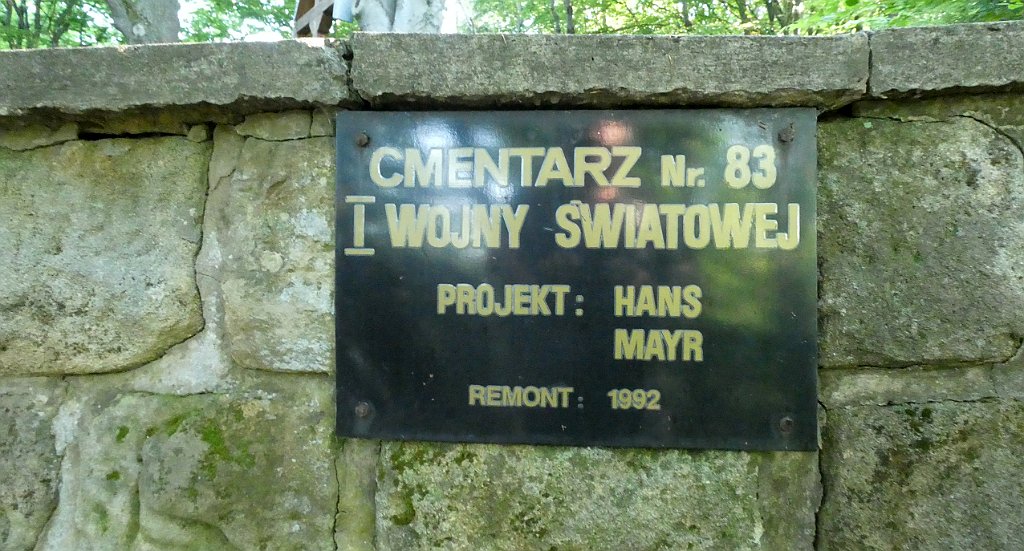 CMENTARZ Nr. 83
I WOJNY ŚWIATOWEJ
PROJEKT: HANS
MAYR
REMONT: 1992